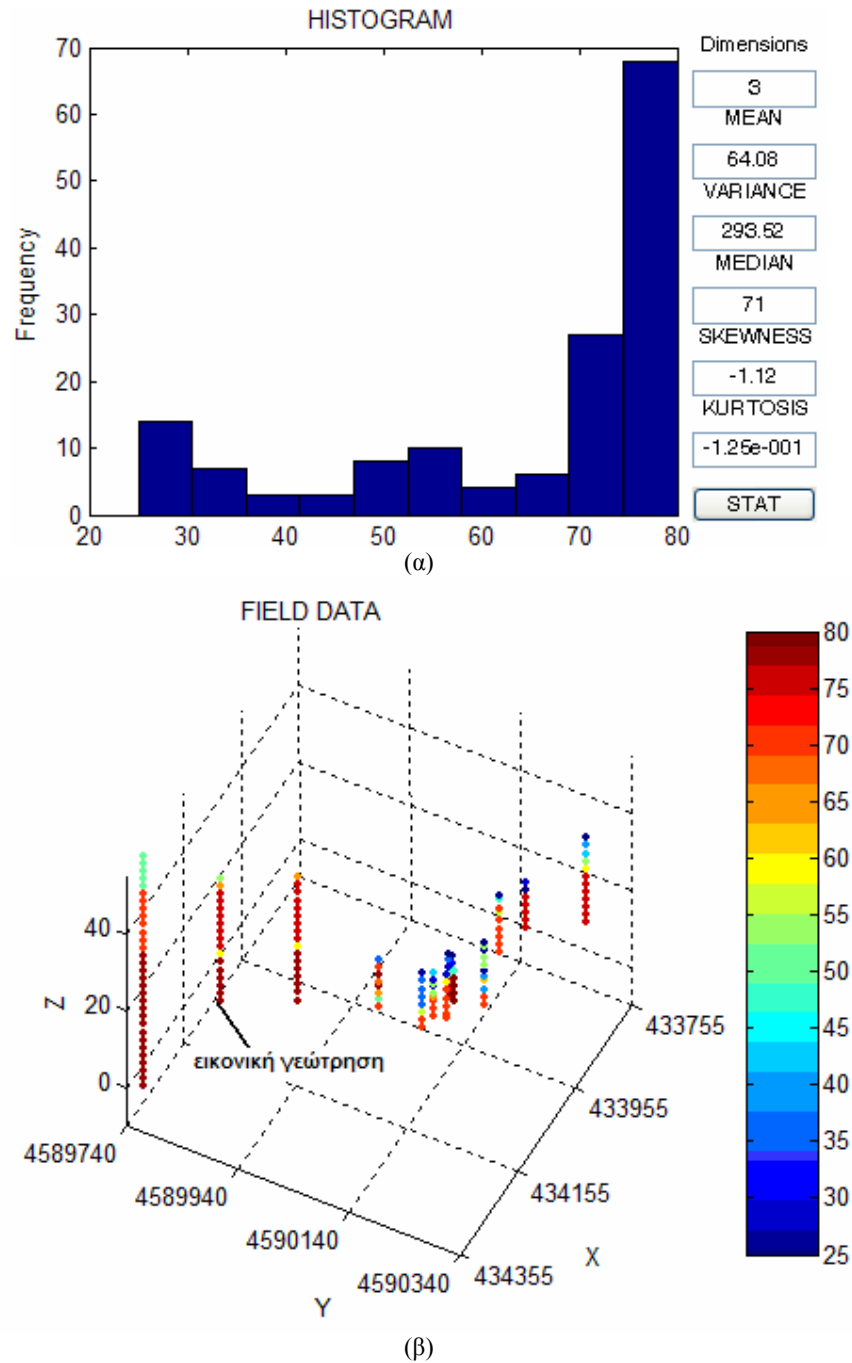 HISTOGRAM
Dimensions
70
60
50
40
30
20
10
0
Frequency
20 30 40 50 60 70 80
3
MEAN
64.08
VARIANCE
293.52
MEDIAN
71
SKEWNESS
-1.12
KURTOSIS
-1.25e-001
STAT
(α)
FIELD DATA
40
20
0
Z
εικονική γεώτρηση
4589740
4589940
4590140
4590340
Y
434355
434155
433955
433755
X
80
75
70
65
60
55
50
45
40
35
30
25
(β)